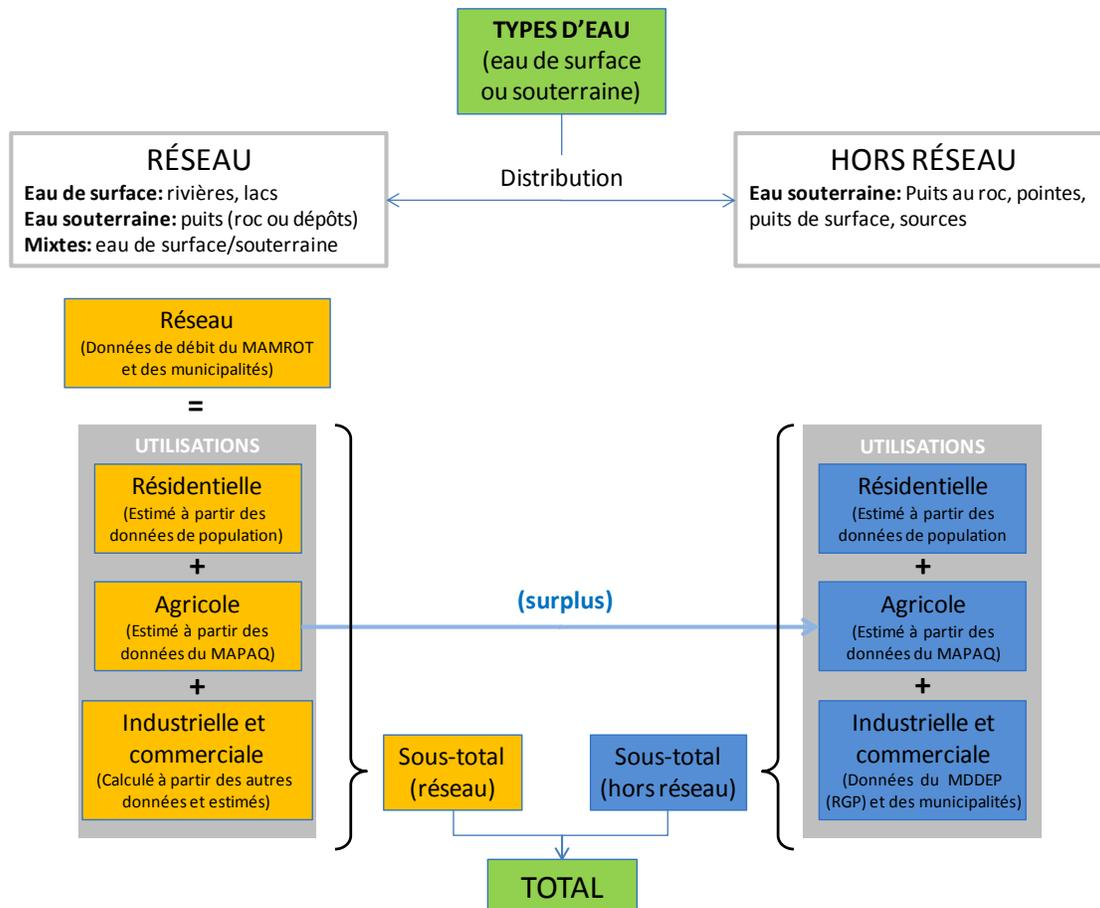 TYPES D'EAU
(eau de surface
ou souterraine)
RÉSEAU
Eau de surface: rivières, lacs
Eau souterraine: puits (roc ou dépôts)
Mixtes: eau de surface/souterraine
Distribution
HORS RÉSEAU
Eau souterraine: Puits au roc, pointes,
puits de surface, sources
Réseau
(Données de débit du MAMROT
et des municipalités)
=
UTILISATIONS
Résidentielle
(Estimé à partir des
données de population)
+
Agricole
(Estimé à partir des
données du MAPAQ)
+
Industrielle et
commerciale
(Calculé à partir des autres
données et estimés)
(surplus)
UTILISATIONS
Résidentielle
(Estimé à partir des
données de population
+
Agricole
(Estimé à partir des
données du MAPAQ)
+
Industrielle et
commerciale
(Données du MDDEP
(RGP) et des municipalités)
Sous-total
(réseau)
Sous-total
(hors réseau)
TOTAL